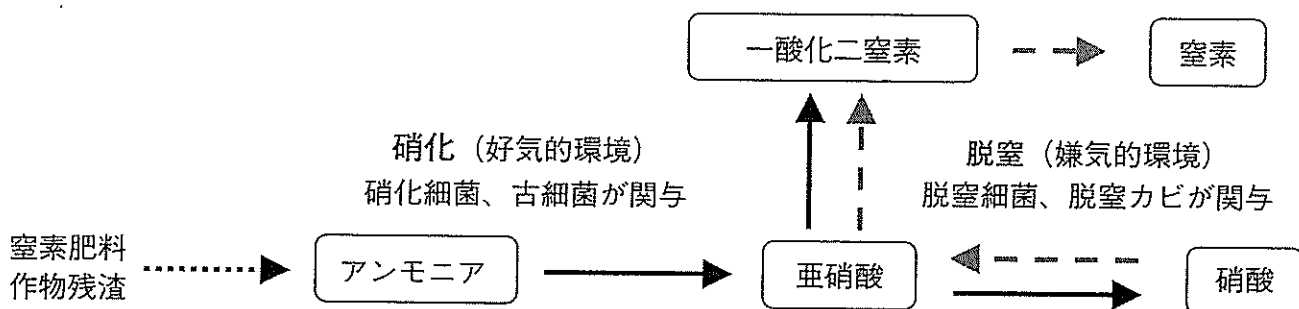 一酸化二窒素
窒素
硝化（好気的環境）
硝化細菌、古細菌が関与
脱窒（嫌気的環境）
脱窒細菌、脱窒カビが関与
窒素肥料
作物残渣
アンモニア
亜硝酸
硝酸